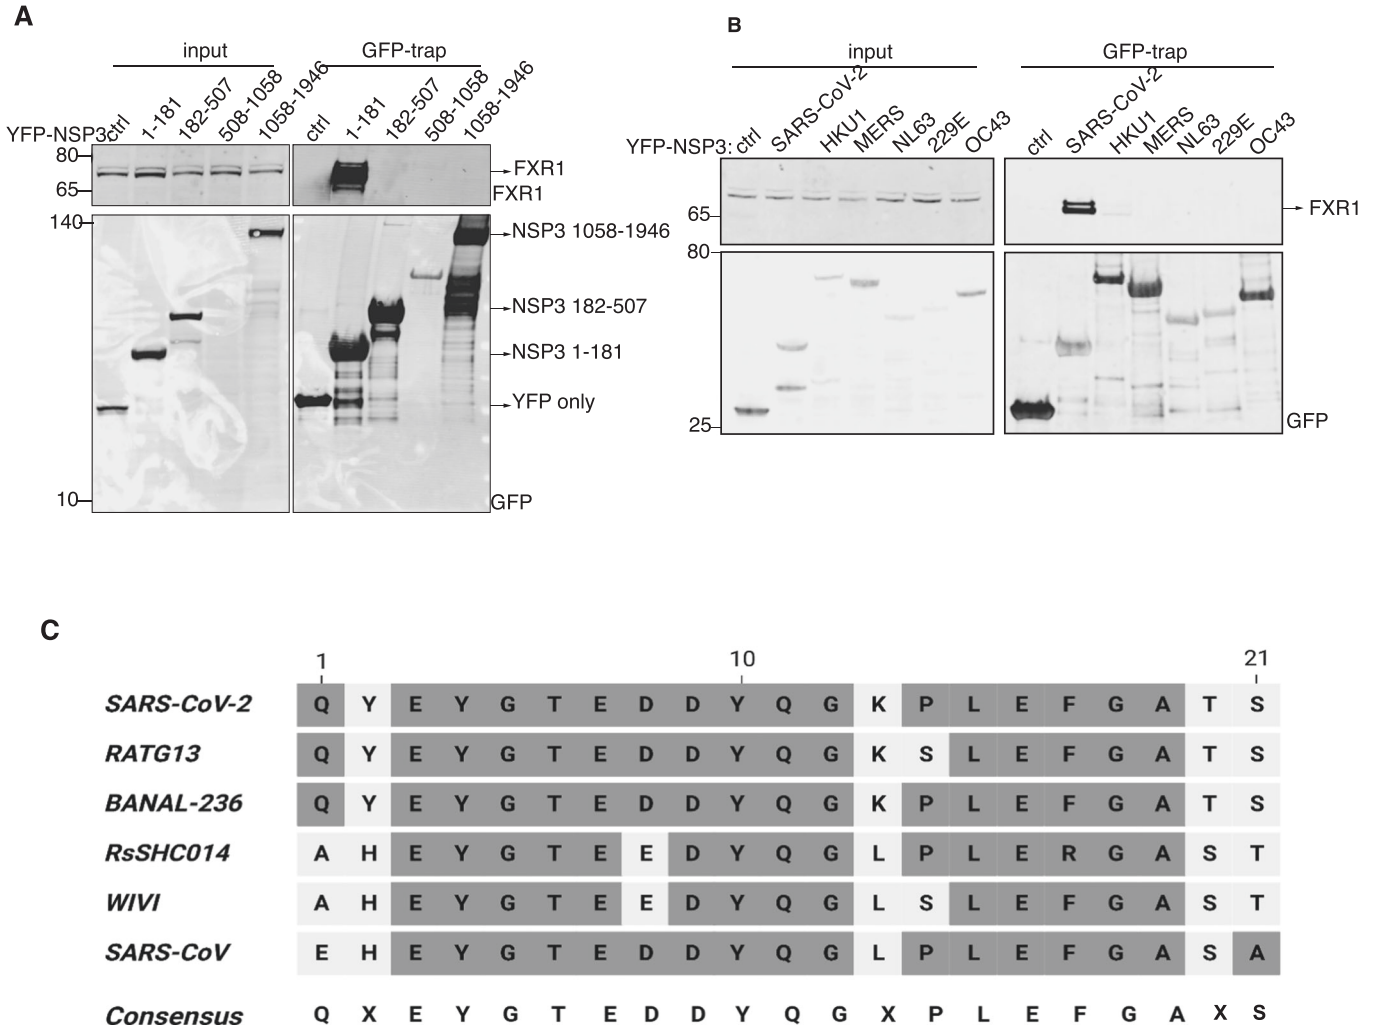 A
input GFP-trap
YFP-NSP3: ctrl 1-181 182-507 508-1058 1058-1946 ctrl 1-181 182-507 508-1058 1058-1946
80
65
FXR1
FXR1
140
10
NSP3 1058-1946
NSP3 182-507
NSP3 1-181
YFP only
GFP
B
input GFP-trap
YFP-NSP3: ctrl SARS-CoV-2 HKU1 MERS NL63 229E OC43 ctrl SARS-CoV-2 HKU1 MERS NL63 229E OC43
65
FXR1
80
25
GFP
C
1 10 21
SARS-CoV-2 Q Y E Y G T E D D Y Q G K P L E F G A T S
RATG13 Q Y E Y G T E D D Y Q G K S L E F G A T S
BANAL-236 Q Y E Y G T E D D Y Q G K P L E F G A T S
RsSHC014 A H E Y G T E E D Y Q G L P L E R G A S T
WIVI A H E Y G T E E D Y Q G L S L E F G A S T
SARS-CoV E H E Y G T E D D Y Q G L P L E F G A S A
Consensus Q X E Y G T E D D Y Q G X P L E F G A X S